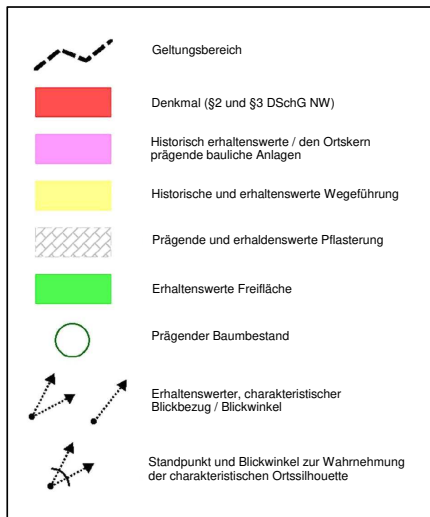 Geltungsbereich
Denkmal (§2 und §3 DSchG NW)
Historisch erhaltenswerte / den Ortskern
prägende bauliche Anlagen
Historische und erhaltenswerte Wegeführung
Prägende und erhaldenswerte Pflasterung
Erhaltenswerte Freifläche
Prägender Baumbestand
Erhaltenswerter, charakteristischer
Blickbezug / Blickwinkel
Standpunkt und Blickwinkel zur Wahrnehmung
der charakteristischen Ortssilhouette